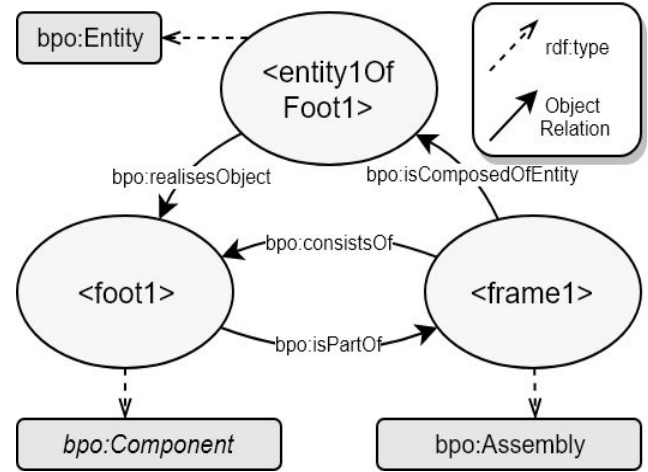 bpo:Entity
<entity1Of
Foot1>
rdf:type
Object
Relation
bpo:realisesObject
bpo:isComposedOfEntity
bpo:consistsOf
<foot1>
<frame1>
bpo:isPartOf
bpo:Component
bpo:Assembly